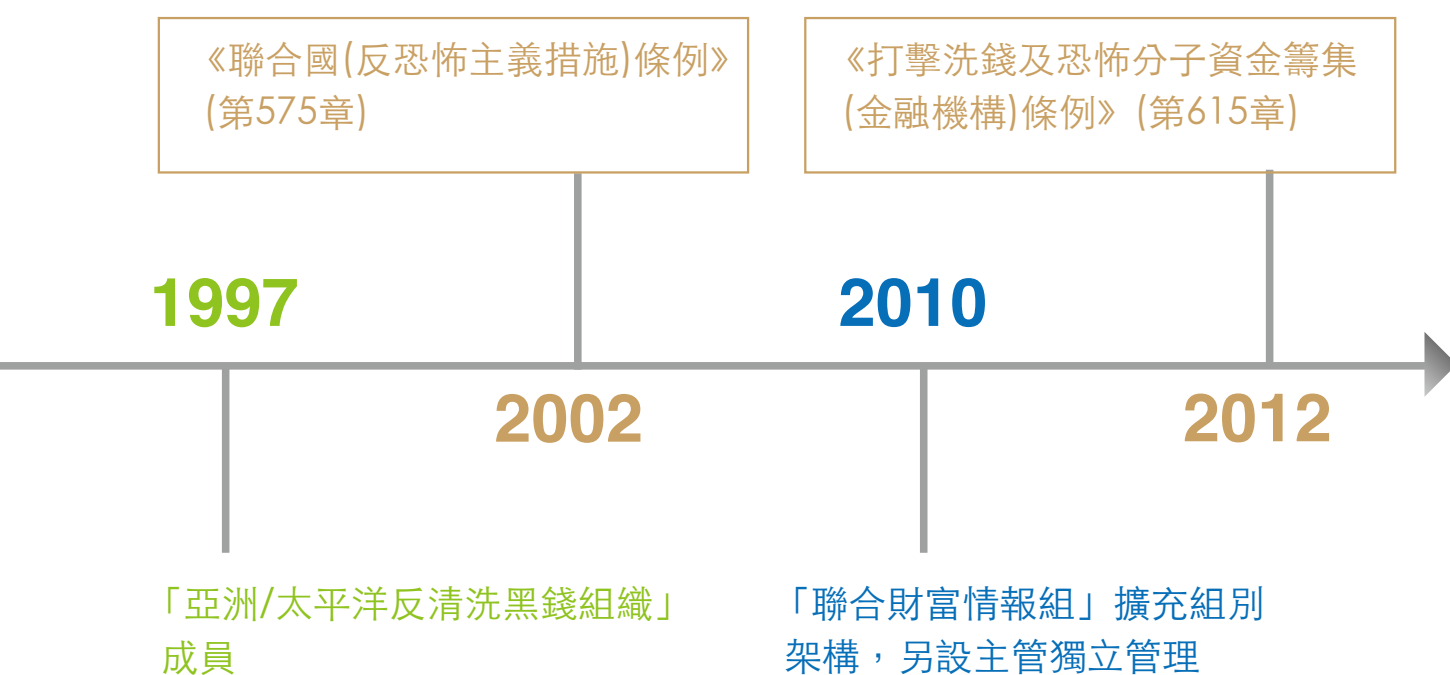 《聯合國(反恐怖主義措施)條例》
(第575章)
《打擊洗錢及恐怖分子資金籌集
(金融機構)條例》(第615章)
1997
2010
2002
2012
「亞洲/太平洋反清洗黑錢組織」
成員
「聯合財富情報組」擴充組別
架構，另設主管獨立管理